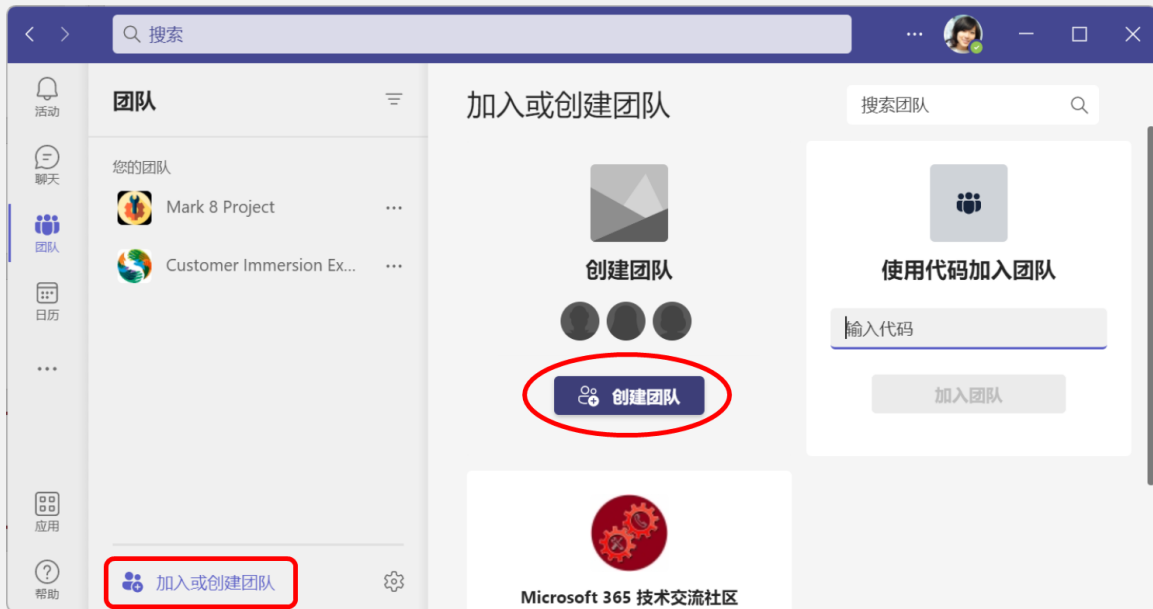 搜索
活动
聊天
团队
日历
应用
帮助
团队
您的团队
Mark 8 Project
Customer Immersion Ex...
加入或创建团队
加入或创建团队
搜索团队
创建团队
创建团队
使用代码加入团队
输入代码
加入团队
Microsoft 365 技术交流社区